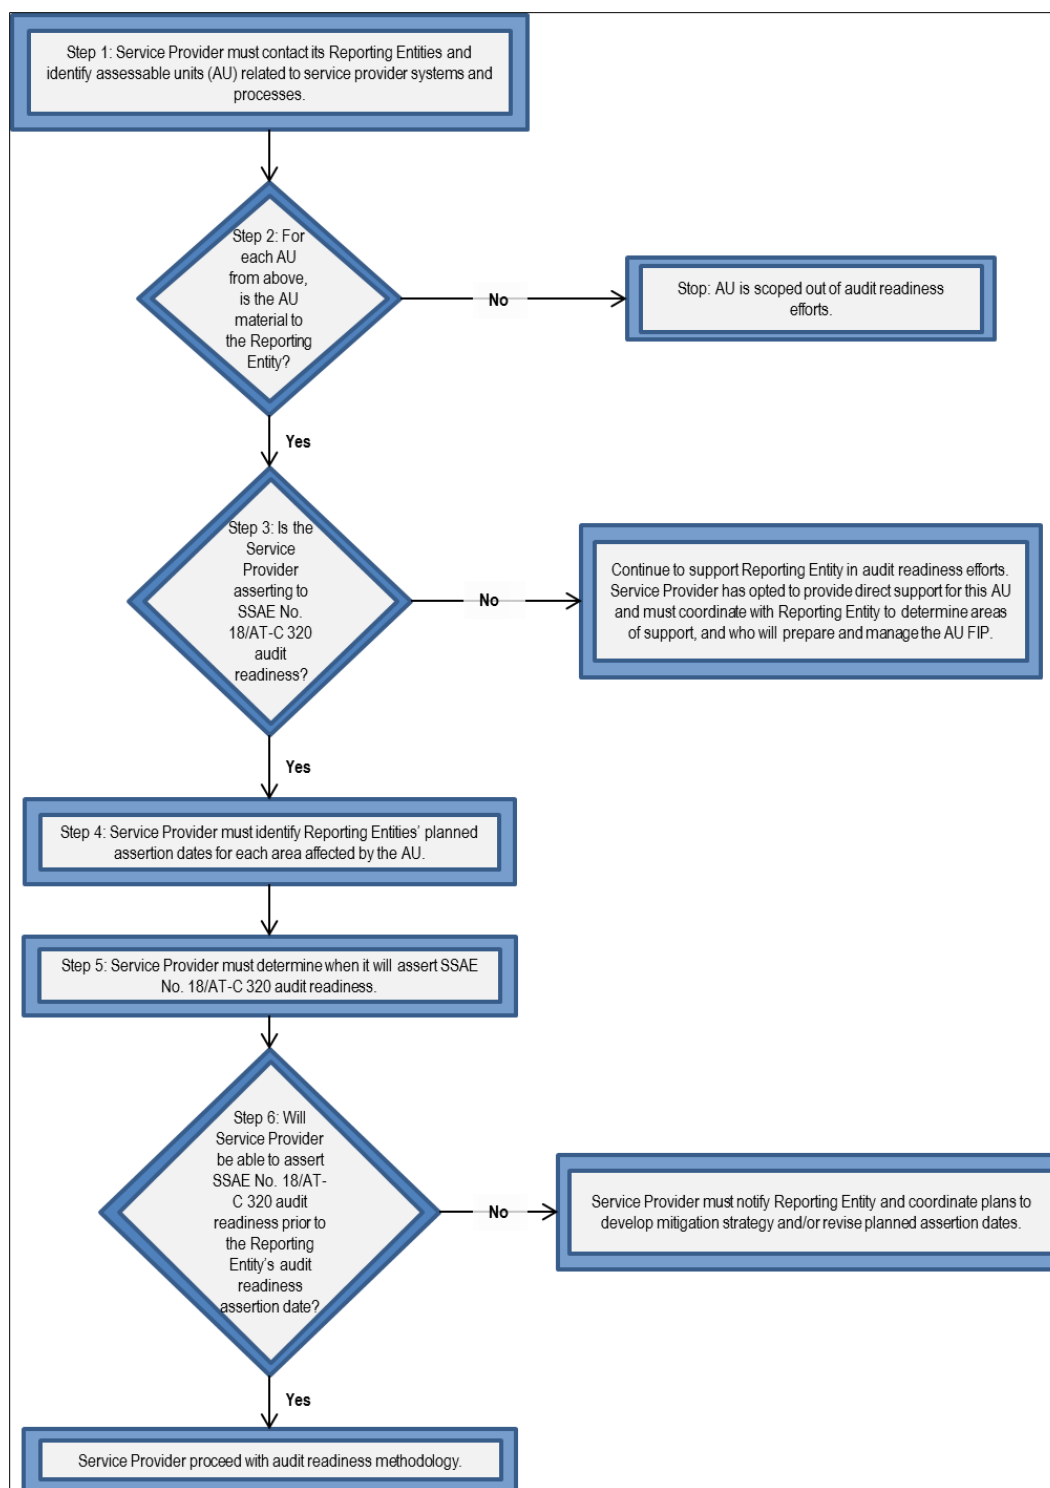 Step 1: Service Provider must contact its Reporting Entities and
identify assessable units (AU) related to service provider systems and
processes.
Step 2: For
each AU
from above,
is the AU
material to
the Reporting
Entity?
No
Stop: AU is scoped out of audit readiness
efforts.
Yes
Step 3: Is the
Service
Provider
asserting to
SSAE No.
18/AT-C 320
audit
readiness?
No
Continue to support Reporting Entity in audit readiness efforts.
Service Provider has opted to provide direct support for this AU
and must coordinate with Reporting Entity to determine areas
of support, and who will prepare and manage the AU FIP.
Yes
Step 4: Service Provider must identify Reporting Entities’ planned
assertion dates for each area affected by the AU.
Step 5: Service Provider must determine when it will assert SSAE
No. 18/AT-C 320 audit readiness.
Step 6: Will
Service Provider
be able to assert
SSAE No. 18/AT-
C 320 audit
readiness prior to
the Reporting
Entity’s audit
readiness
assertion date?
No
Service Provider must notify Reporting Entity and coordinate plans to
develop mitigation strategy and/or revise planned assertion dates.
Yes
Service Provider proceed with audit readiness methodology.